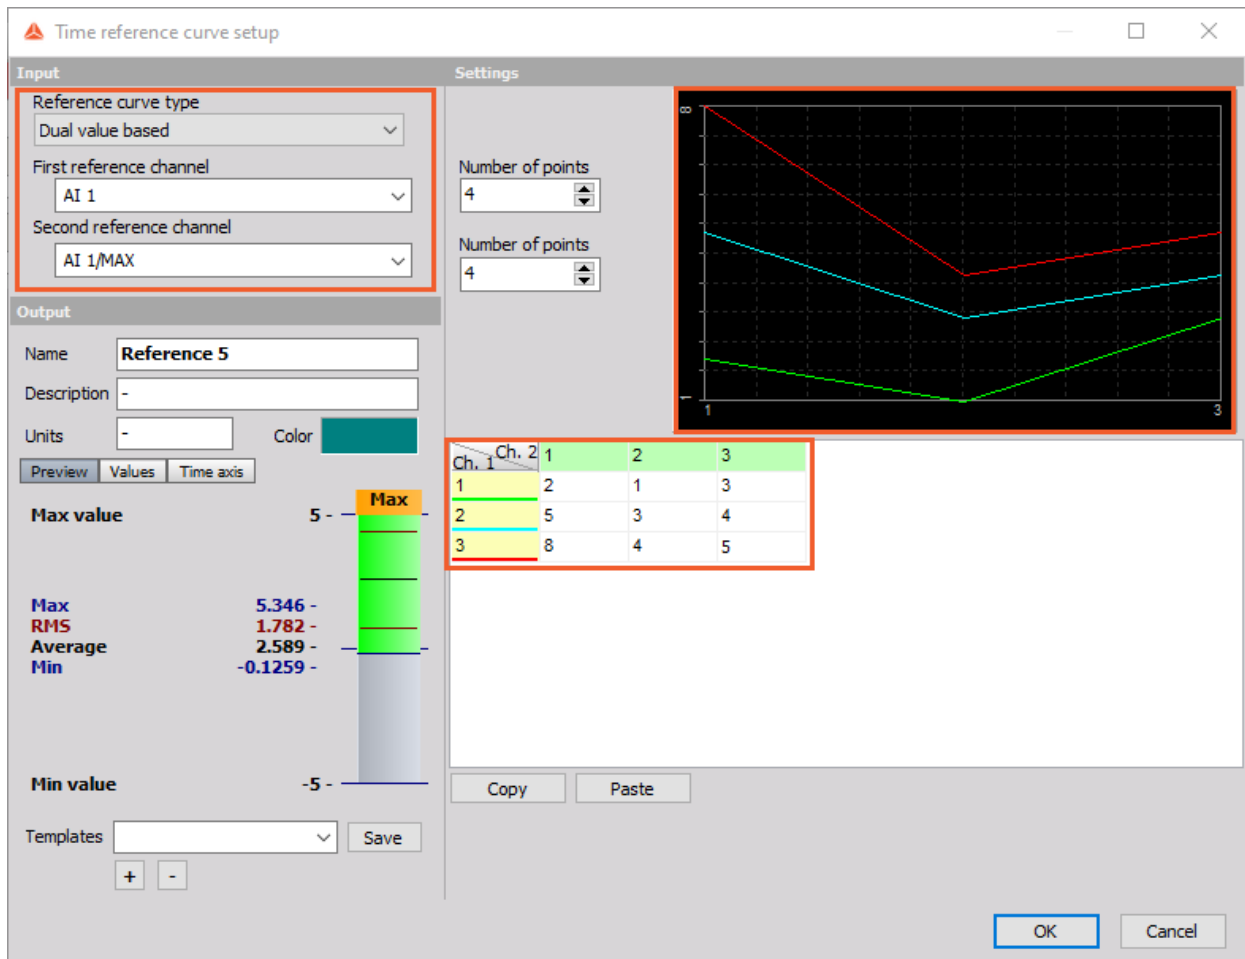 Time reference curve setup
Input
Reference curve type
Dual value based
First reference channel
AI 1
Second reference channel
AI 1/MAX
Output
Name Reference 5
Description -
Units - Color
Preview Values Time axis
Max
Max value 5 -
Max 5.346 -
RMS 1.782 -
Average 2.589 -
Min -0.1259 -
Min value -5 -
Templates Save
+ -
Settings
Number of points
4
Number of points
4
8
1
1 3
Ch. 1 Ch. 2 1 2 3
1 2 1 3
2 5 3 4
3 8 4 5
Copy Paste
OK Cancel